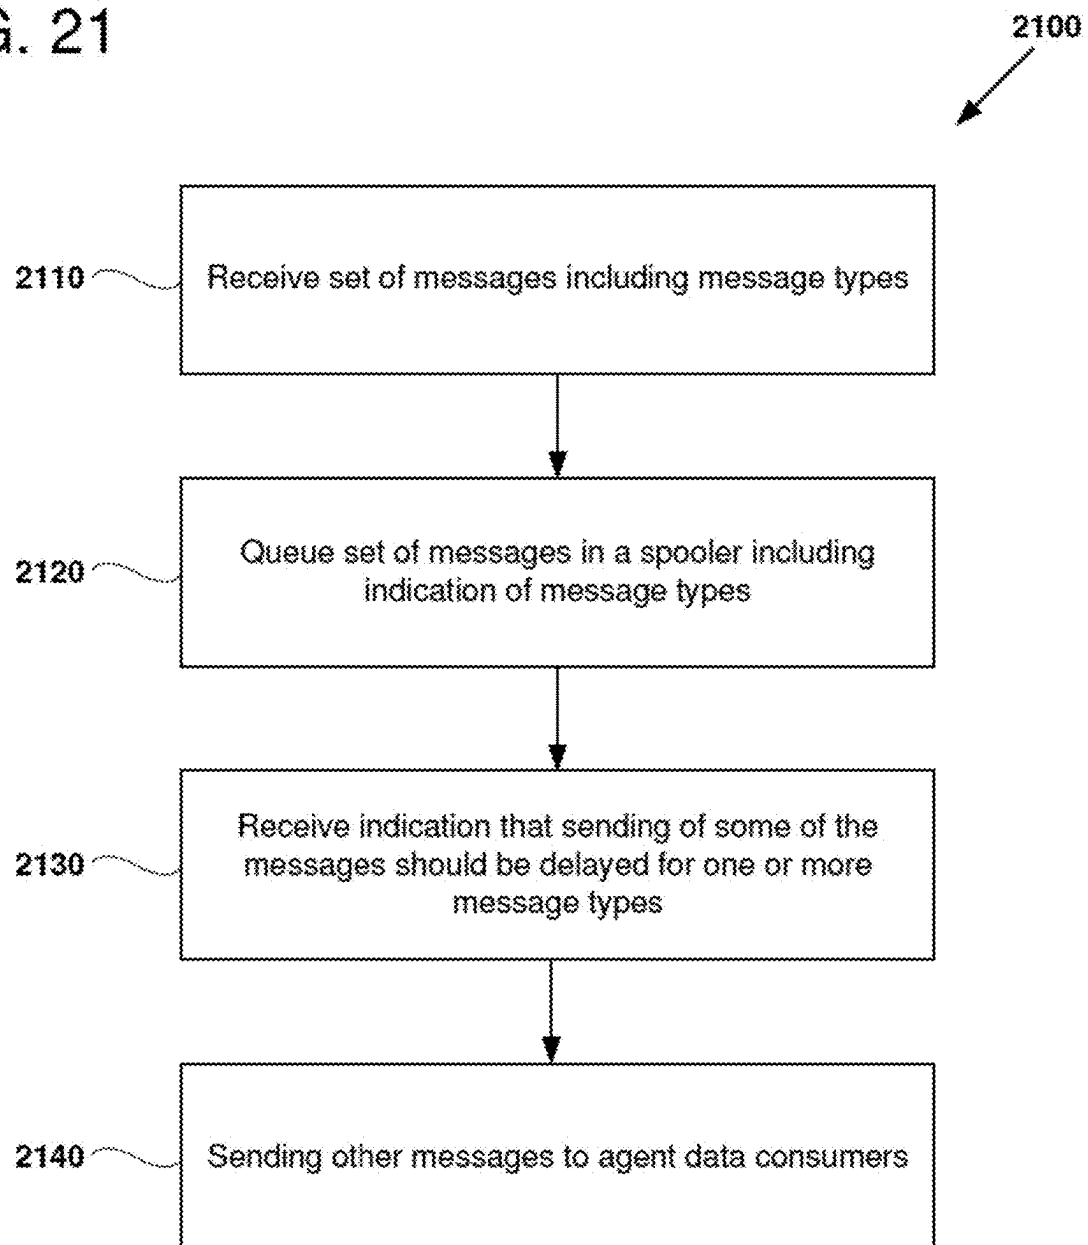 G. 21
2100
2110
Receive set of messages including message types
2120
Queue set of messages in a spooler including
indication of message types
2130
Receive indication that sending of some of the
messages should be delayed for one or more
message types
2140
Sending other messages to agent data consumers